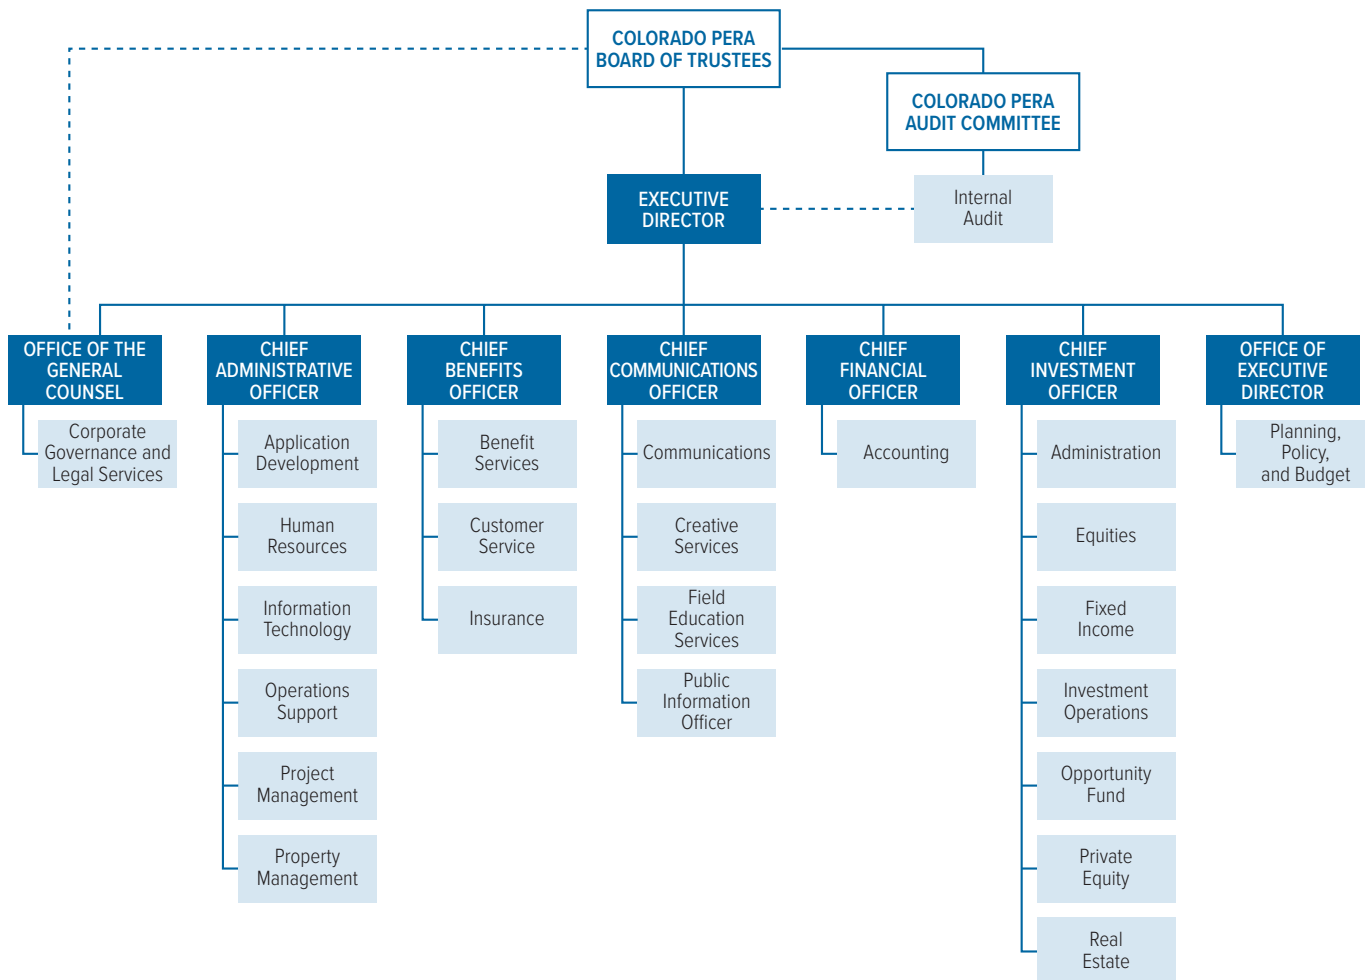 COLORADO PERA
BOARD OF TRUSTEES
COLORADO PERA
AUDIT COMMITTEE
EXECUTIVE
DIRECTOR
Internal
Audit
OFFICE OF THE
GENERAL
COUNSEL
Corporate
Governance and
Legal Services
CHIEF
ADMINISTRATIVE
OFFICER
Application
Development
Human
Resources
Information
Technology
Operations
Support
Project
Management
Property
Management
CHIEF
BENEFITS
OFFICER
Benefit
Services
Customer
Service
Insurance
CHIEF
COMMUNICATIONS
OFFICER
Communications
Creative
Services
Field
Education
Services
Public
Information
Officer
CHIEF
FINANCIAL
OFFICER
Accounting
CHIEF
INVESTMENT
OFFICER
Administration
Equities
Fixed
Income
Investment
Operations
Opportunity
Fund
Private
Equity
Real
Estate
OFFICE OF
EXECUTIVE
DIRECTOR
Planning,
Policy,
and Budget